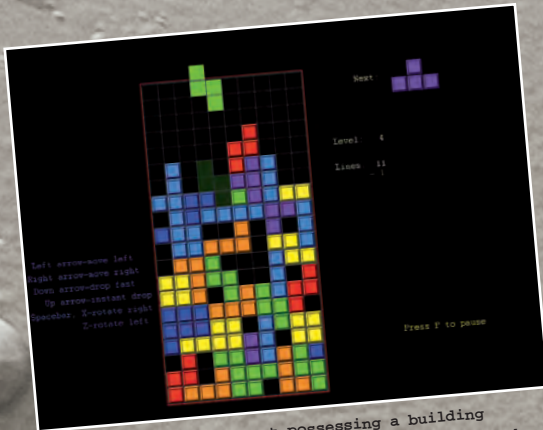 Next
Level: 4
Lines 11
Left arrow-move left
Right arrow-move right
Down arrow-drop fast
Up arrow-instant drop
Spacebar, X-rotate right
Z-rotate left
Press P to pause
possessing a building